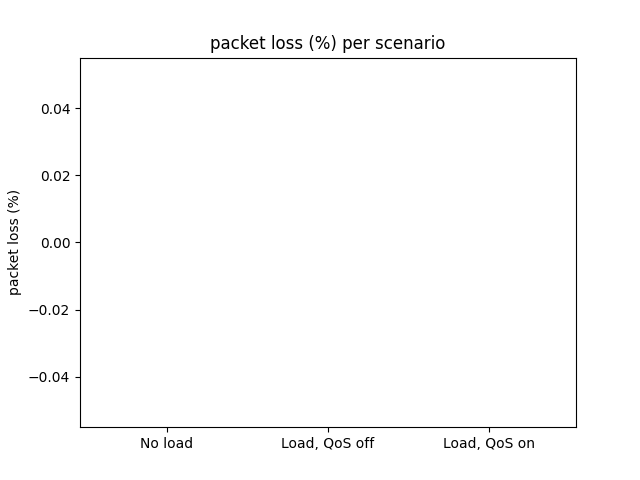 packet loss (%) per scenario
packet loss (%)
0.04
0.02
0.00
−0.02
−0.04
No load
Load, QoS off
Load, QoS on